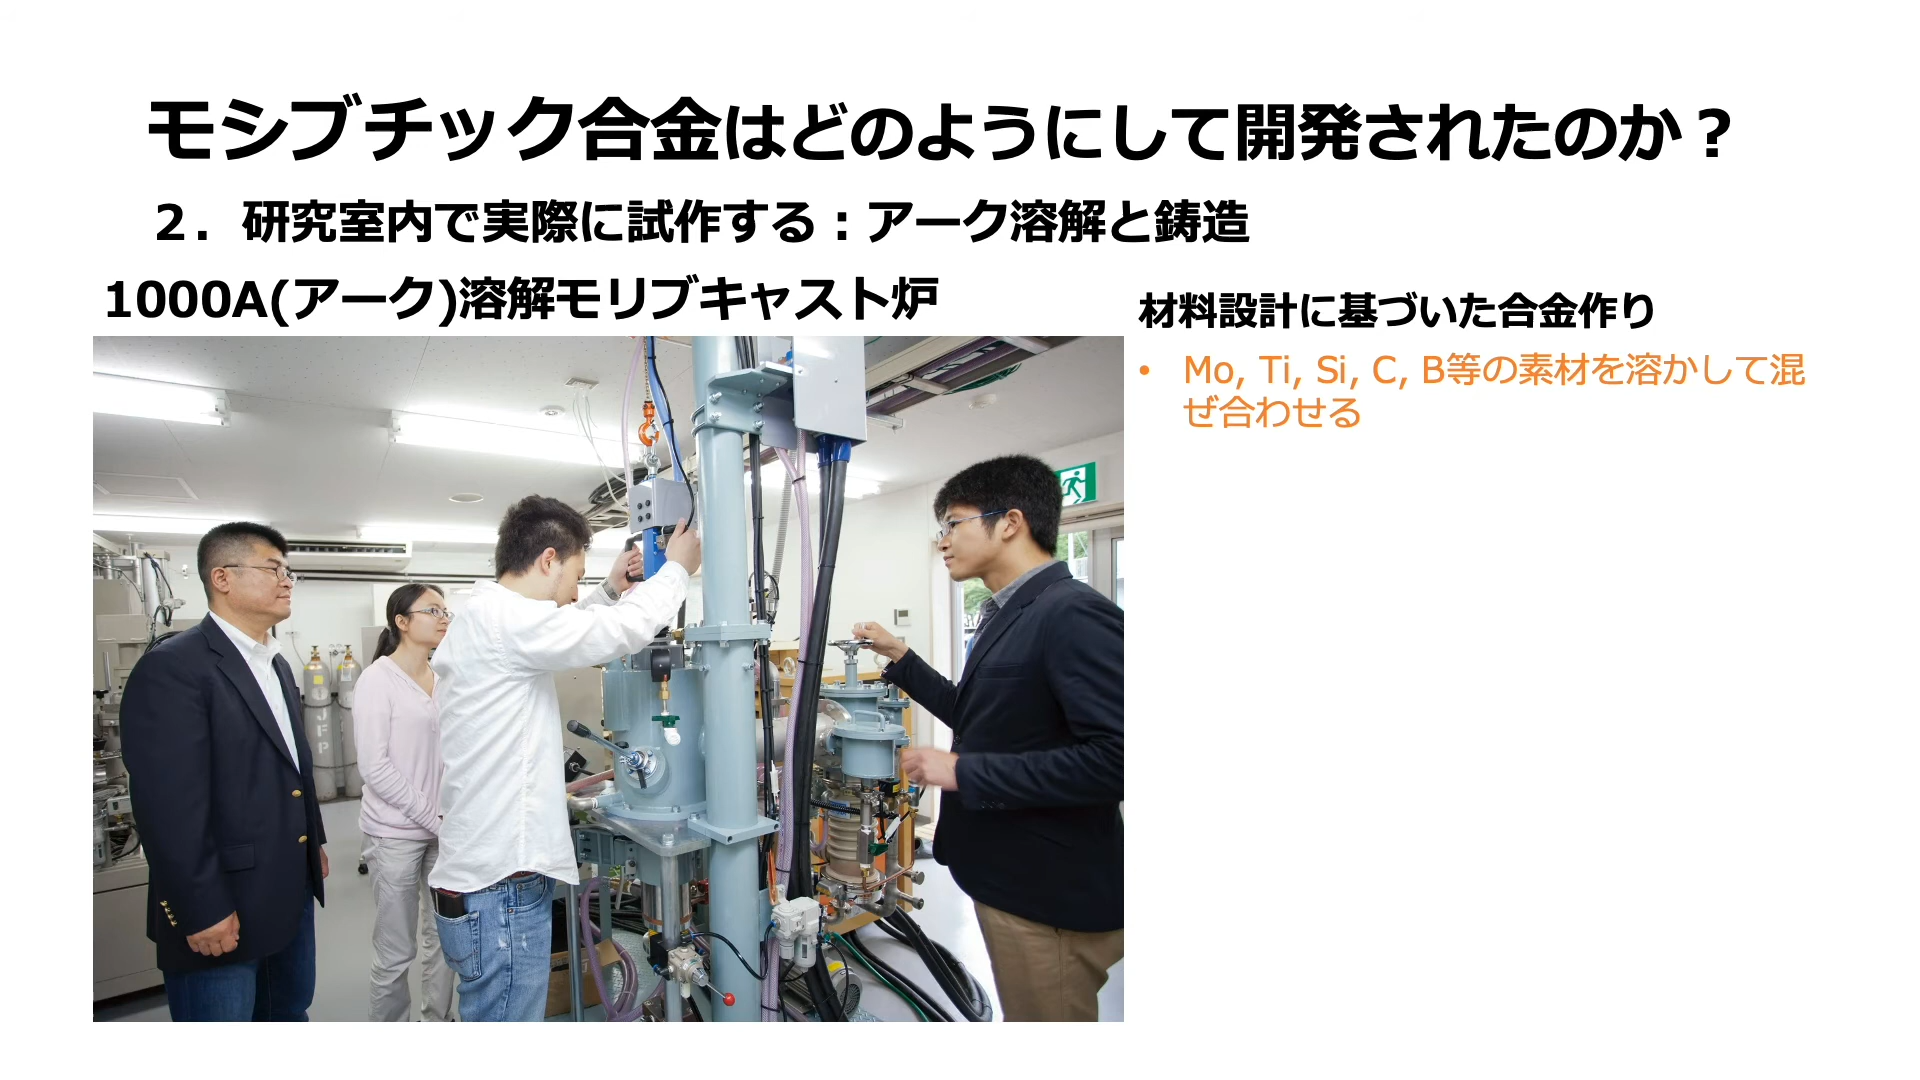 モシブチック合金はどのようにして開発されたのか？
２．研究室内で実際に試作する：アーク溶解と鋳造
1000A(アーク)溶解モリブキャスト炉
材料設計に基づいた合金作り
• Mo, Ti, Si, C, B等の素材を溶かして混
ぜ合わせる
JFP